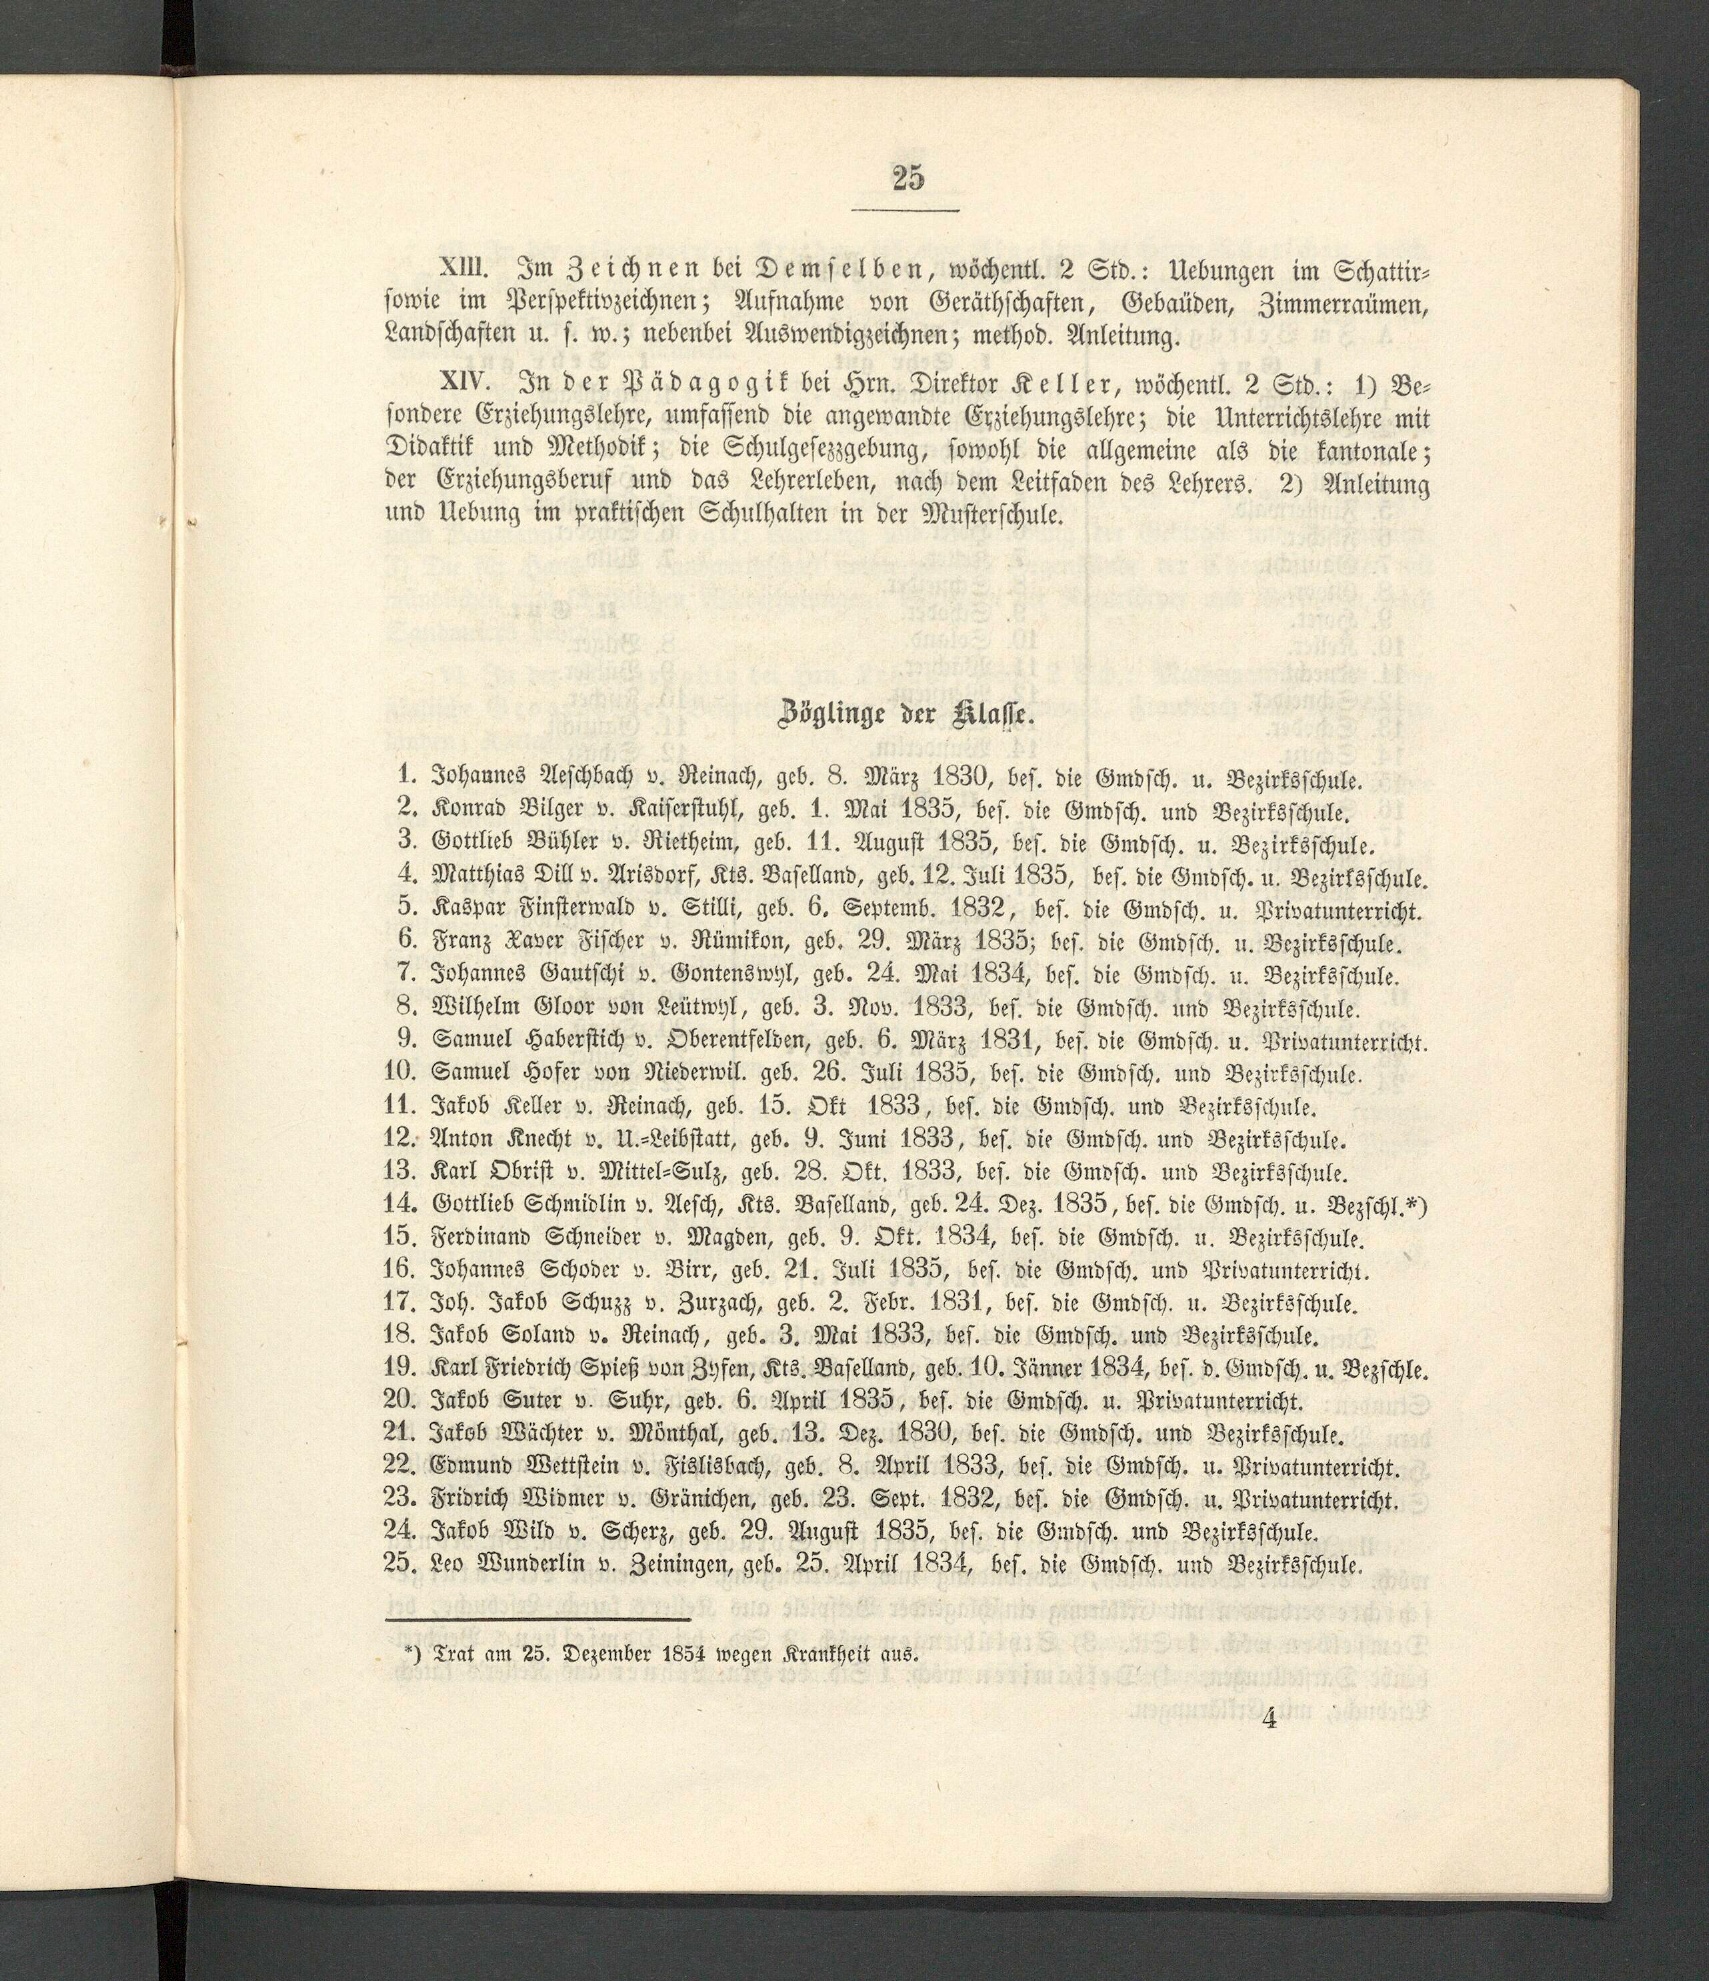 25
XIII. Im Zeichnen bei Demselben, wöchentl. 2 Std.: Uebungen im Schattir-
sowie im Perspektivzeichnen; Aufnahme von Geräthschaften, Gebaüden, Zimmerraümen,
Landschaften u. s. w.; nebenbei Auswendigzeichnen; method. Anleitung.
XIV. In der Pädagogik bei Hrn. Direktor Keller, wöchentl. 2 Std.: 1) Be-
sondere Erziehungslehre, umfassend die angewandte Erziehungslehre; die Unterrichtslehre mit
Didaktik und Methodik; die Schulgesezzgebung, sowohl die allgemeine als die kantonale;
der Erziehungsberuf und das Lehrerleben, nach dem Leitfaden des Lehrers. 2) Anleitung
und Uebung im praktischen Schulhalten in der Musterschule.
Zöglinge der Klasse.
1. Johannes Aeschbach v. Reinach, geb. 8. März 1830, bes. die Gmdsch. u. Bezirksschule.
2. Konrad Bilger v. Kaiserstuhl, geb. 1. Mai 1835, bes. die Gmdsch. und Bezirksschule.
3. Gottlieb Bühler v. Rietheim, geb. 11. August 1835, bes. die Gmdsch. u. Bezirksschule.
4. Matthias Dill v. Arisdorf, Kts. Baselland, geb. 12. Juli 1835, bes. die Gmdsch. u. Bezirksschule.
5. Kaspar Finsterwald v. Stilli, geb. 6. Septemb. 1832, bes. die Gmdsch. u. Privatunterricht.
6. Franz Xaver Fischer v. Rümikon, geb. 29. März 1835; bes. die Gmdsch. u. Bezirksschule.
7. Johannes Gautschi v. Gontenswyl, geb. 24. Mai 1834, bes. die Gmdsch. u. Bezirksschule.
8. Wilhelm Gloor von Leütwyl, geb. 3. Nov. 1833, bes. die Gmdsch. und Bezirksschule.
9. Samuel Haberstich v. Oberentfelden, geb. 6. März 1831, bes. die Gmdsch. u. Privatunterricht.
10. Samuel Hofer von Niederwil. geb. 26. Juli 1835, bes. die Gmdsch. und Bezirksschule.
11. Jakob Keller v. Reinach, geb. 15. Okt 1833, bes. die Gmdsch. und Bezirksschule.
12. Anton Knecht v. U.-Leibstatt, geb. 9. Juni 1833, bes. die Gmdsch. und Bezirksschule.
13. Karl Obrist v. Mittel-Sulz, geb. 28. Okt. 1833, bes. die Gmdsch. und Bezirksschule.
14. Gottlieb Schmidlin v. Aesch, Kts. Baselland, geb. 24. Dez. 1835, bes. die Gmdsch. u. Bezschl.*)
15. Ferdinand Schneider v. Magden, geb. 9. Okt. 1834, bes. die Gmdsch. u. Bezirksschule.
16. Johannes Schoder v. Birr, geb. 21. Juli 1835, bes. die Gmdsch. und Privatunterricht.
17. Joh. Jakob Schuzz v. Zurzach, geb. 2. Febr. 1831, bes. die Gmdsch. u. Bezirksschule.
18. Jakob Soland v. Reinach, geb. 3. Mai 1833, bes. die Gmdsch. und Bezirksschule.
19. Karl Friedrich Spieß von Zyfen, Kts. Baselland, geb. 10. Jänner 1834, bes. d. Gmdsch. u. Bezschle.
20. Jakob Suter v. Suhr, geb. 6. April 1835, bes. die Gmdsch. u. Privatunterricht.
21. Jakob Wächter v. Mönthal, geb. 13. Dez. 1830, bes. die Gmdsch. und Bezirksschule.
22. Edmund Wettstein v. Fislisbach, geb. 8. April 1833, bes. die Gmdsch. u. Privatunterricht.
23. Fridrich Widmer v. Gränichen, geb. 23. Sept. 1832, bes. die Gmdsch. u. Privatunterricht.
24. Jakob Wild v. Scherz, geb. 29. August 1835, bes. die Gmdsch. und Bezirksschule.
25. Leo Wunderlin v. Zeiningen, geb. 25. April 1834, bes. die Gmdsch. und Bezirksschule.
*) Trat am 25. Dezember 1854 wegen Krankheit aus.
4